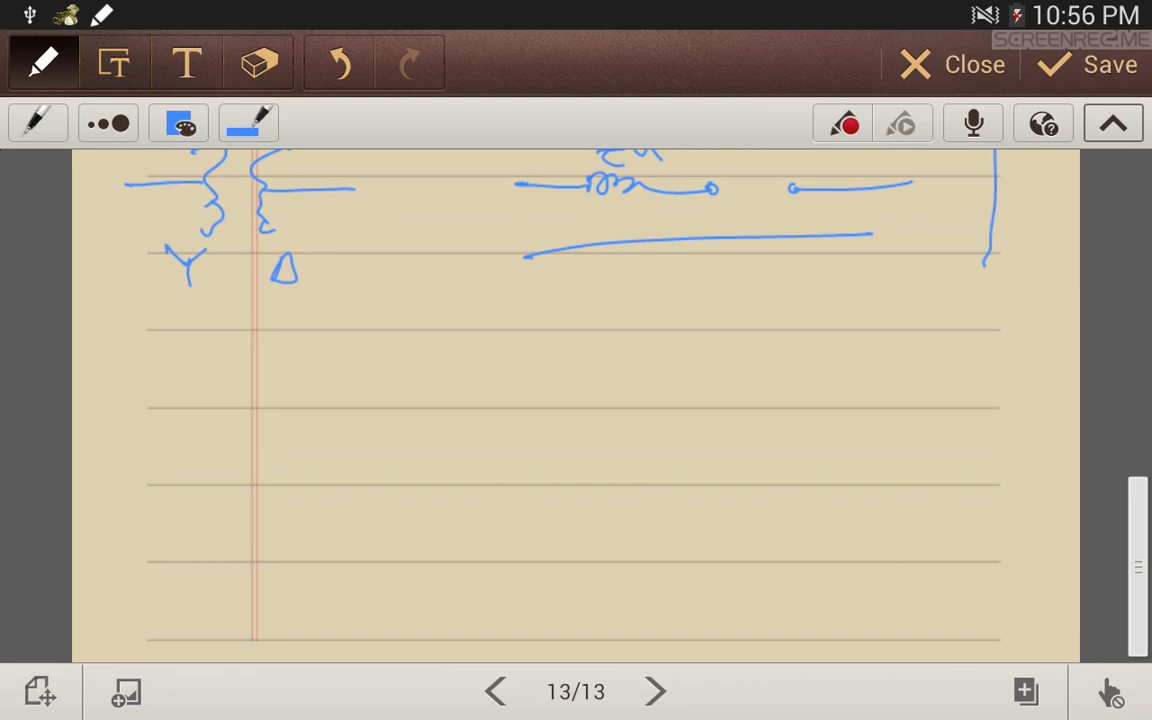 10:56 PM
SCREENREC.ME
T T Close Save
Y Δ
13/13